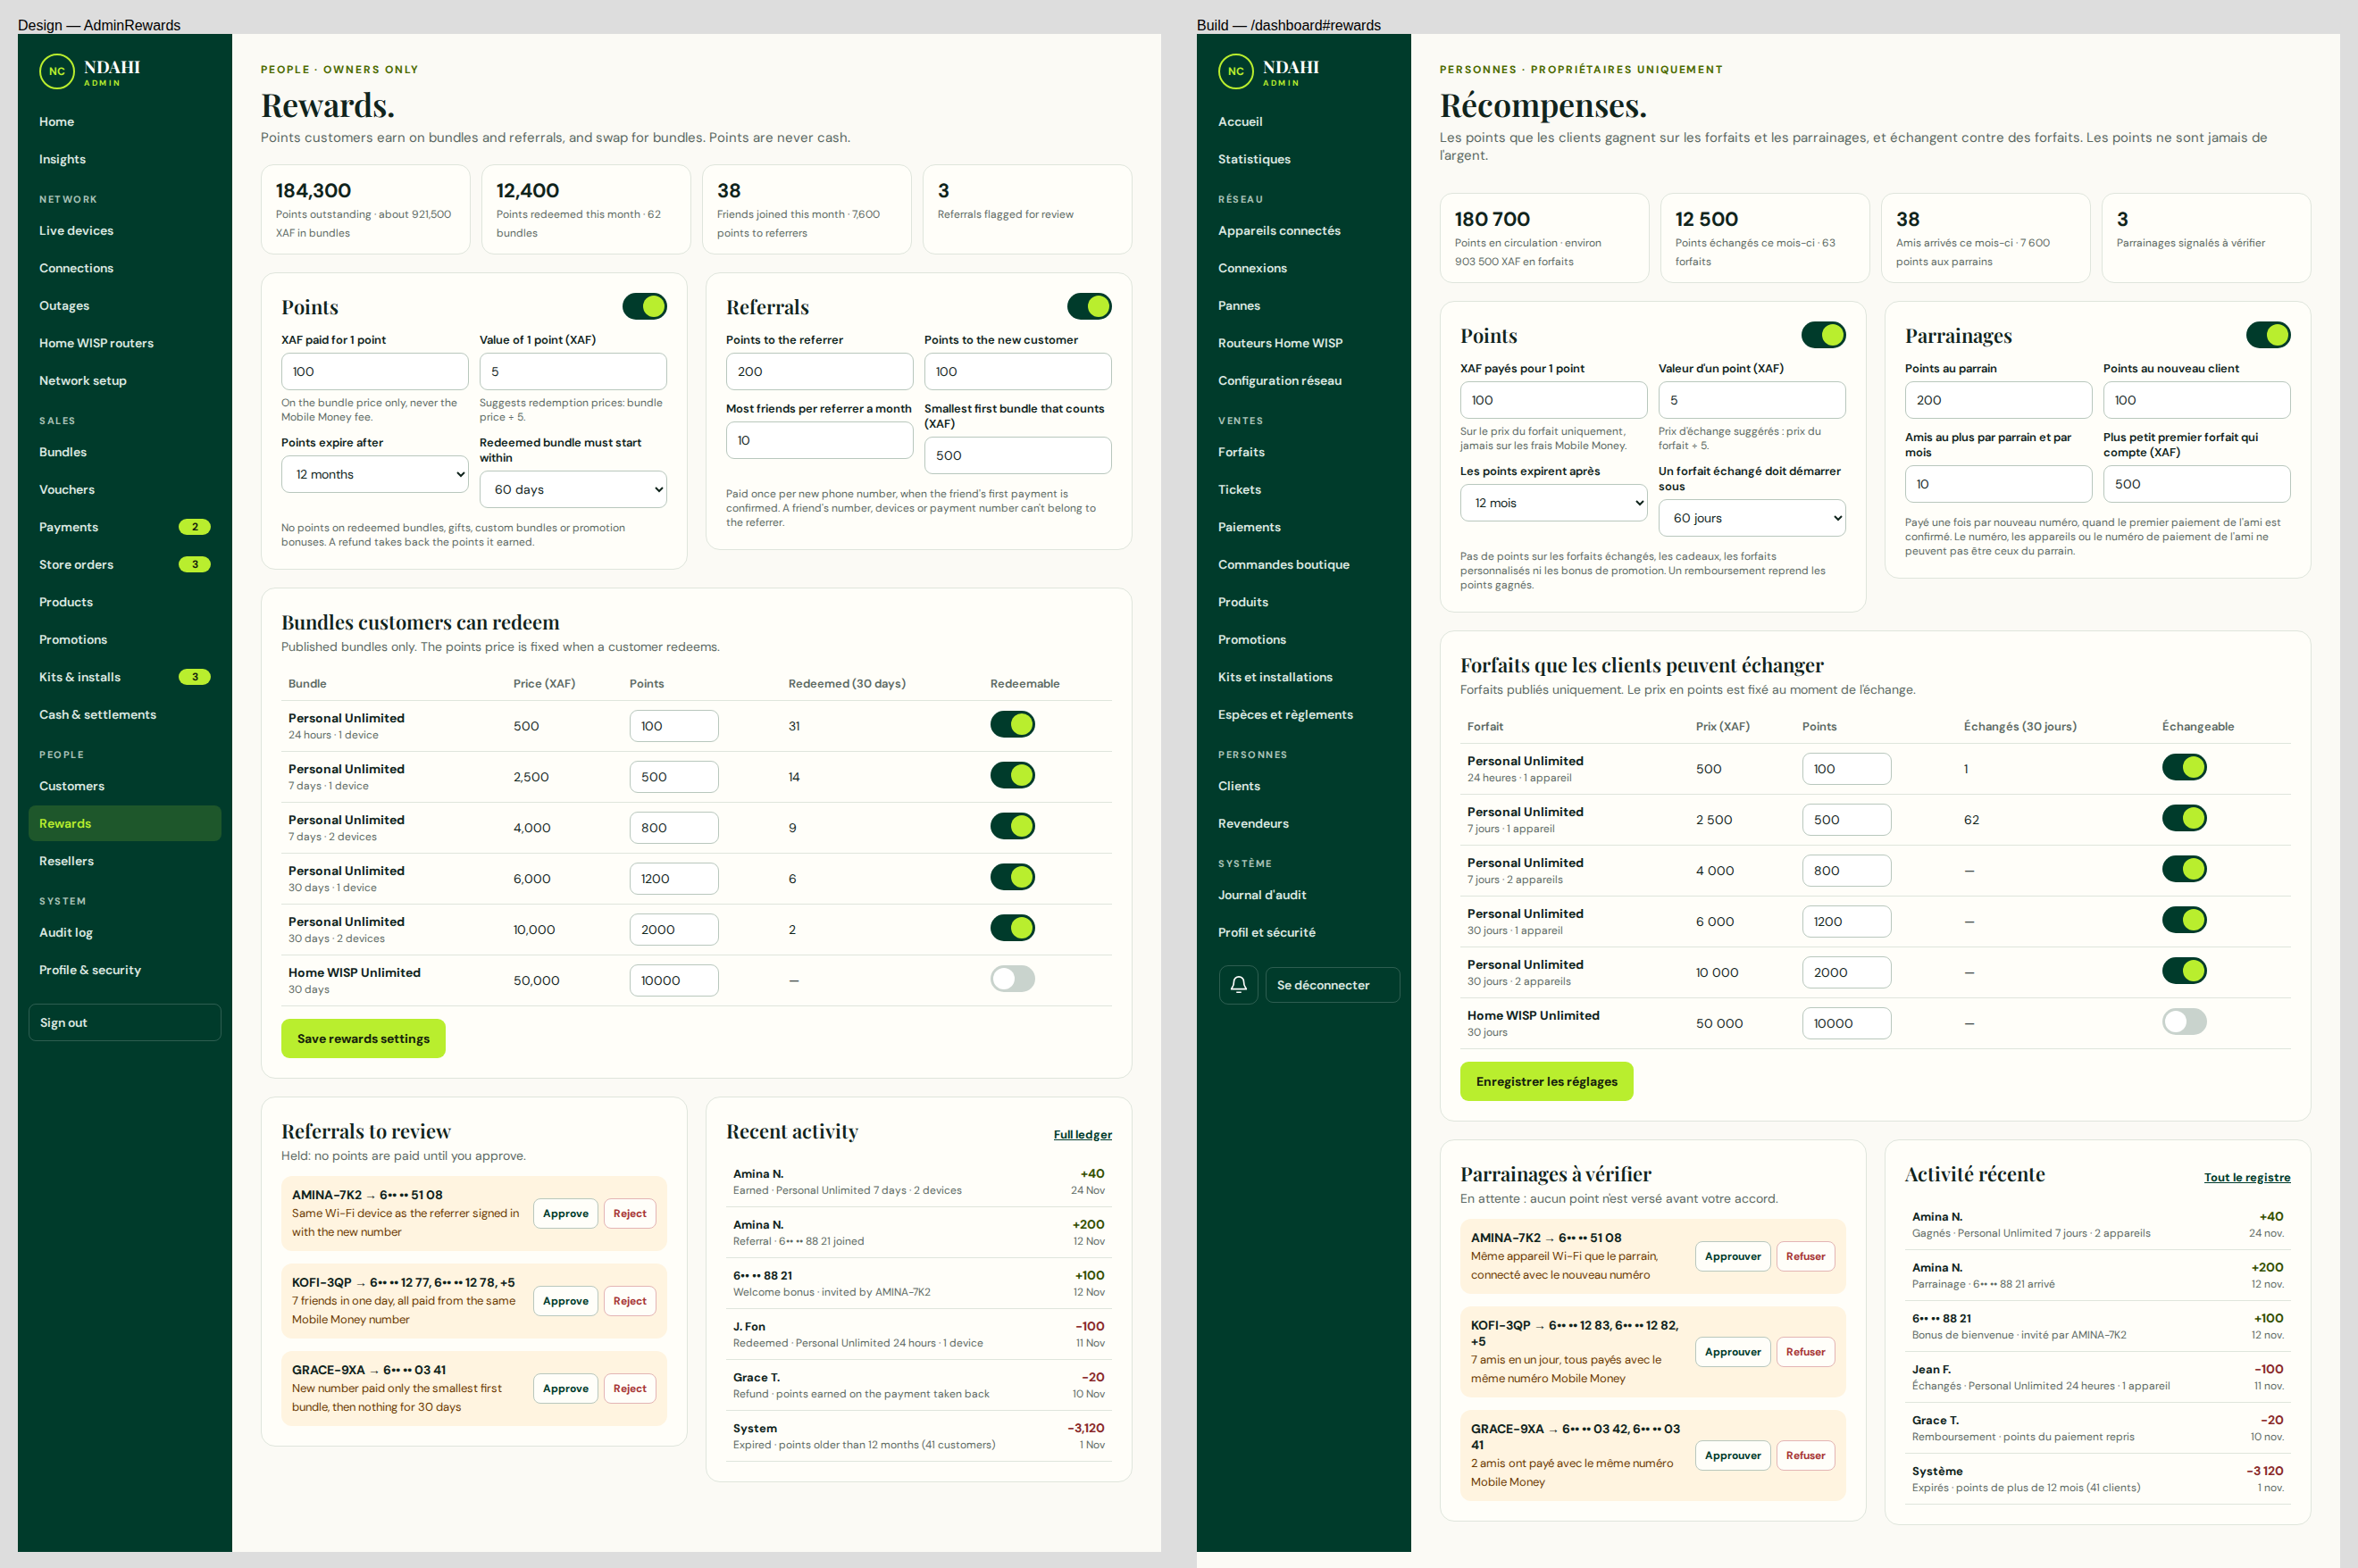 Design — AdminRewards
NC
NDAHI
ADMIN
Home
Insights
NETWORK
Live devices
Connections
Outages
Home WISP routers
Network setup
SALES
Bundles
Vouchers
Payments 2
Store orders 3
Products
Promotions
Kits & installs 3
Cash & settlements
PEOPLE
Customers
Rewards
Resellers
SYSTEM
Audit log
Profile & security
Sign out
PEOPLE · OWNERS ONLY
Rewards.
Points customers earn on bundles and referrals, and swap for bundles. Points are never cash.
184,300
Points outstanding · about 921,500
XAF in bundles
12,400
Points redeemed this month · 62
bundles
38
Friends joined this month · 7,600
points to referrers
3
Referrals flagged for review
Points
XAF paid for 1 point
100
On the bundle price only, never the
Mobile Money fee.
Value of 1 point (XAF)
5
Suggests redemption prices: bundle
price ÷ 5.
Points expire after
12 months
Redeemed bundle must start
within
60 days
No points on redeemed bundles, gifts, custom bundles or promotion
bonuses. A refund takes back the points it earned.
Referrals
Points to the referrer
200
Points to the new customer
100
Most friends per referrer a month
10
Smallest first bundle that counts
(XAF)
500
Paid once per new phone number, when the friend's first payment is
confirmed. A friend's number, devices or payment number can't belong to
the referrer.
Bundles customers can redeem
Published bundles only. The points price is fixed when a customer redeems.
Bundle Price (XAF) Points Redeemed (30 days) Redeemable
Personal Unlimited
24 hours · 1 device
500 100 31
Personal Unlimited
7 days · 1 device
2,500 500 14
Personal Unlimited
7 days · 2 devices
4,000 800 9
Personal Unlimited
30 days · 1 device
6,000 1200 6
Personal Unlimited
30 days · 2 devices
10,000 2000 2
Home WISP Unlimited
30 days
50,000 10000 —
Save rewards settings
Referrals to review
Held: no points are paid until you approve.
AMINA-7K2 → 6•• •• 51 08
Same Wi-Fi device as the referrer signed in
with the new number
Approve Reject
KOFI-3QP → 6•• •• 12 77, 6•• •• 12 78, +5
7 friends in one day, all paid from the same
Mobile Money number
Approve Reject
GRACE-9XA → 6•• •• 03 41
New number paid only the smallest first
bundle, then nothing for 30 days
Approve Reject
Recent activity
Full ledger
Amina N. +40
Earned · Personal Unlimited 7 days · 2 devices 24 Nov
Amina N. +200
Referral · 6•• •• 88 21 joined 12 Nov
6•• •• 88 21 +100
Welcome bonus · invited by AMINA-7K2 12 Nov
J. Fon -100
Redeemed · Personal Unlimited 24 hours · 1 device 11 Nov
Grace T. -20
Refund · points earned on the payment taken back 10 Nov
System -3,120
Expired · points older than 12 months (41 customers) 1 Nov
Build — /dashboard#rewards
NC
NDAHI
ADMIN
Accueil
Statistiques
RÉSEAU
Appareils connectés
Connexions
Pannes
Routeurs Home WISP
Configuration réseau
VENTES
Forfaits
Tickets
Paiements
Commandes boutique
Produits
Promotions
Kits et installations
Espèces et règlements
PERSONNES
Clients
Revendeurs
SYSTÈME
Journal d'audit
Profil et sécurité
Se déconnecter
PERSONNES · PROPRIÉTAIRES UNIQUEMENT
Récompenses.
Les points que les clients gagnent sur les forfaits et les parrainages, et échangent contre des forfaits. Les points ne sont jamais de
l'argent.
180 700
Points en circulation · environ
903 500 XAF en forfaits
12 500
Points échangés ce mois-ci · 63
forfaits
38
Amis arrivés ce mois-ci · 7 600
points aux parrains
3
Parrainages signalés à vérifier
Points
XAF payés pour 1 point
100
Sur le prix du forfait uniquement,
jamais sur les frais Mobile Money.
Valeur d'un point (XAF)
5
Prix d'échange suggérés : prix du
forfait ÷ 5.
Les points expirent après
12 mois
Un forfait échangé doit démarrer
sous
60 jours
Pas de points sur les forfaits échangés, les cadeaux, les forfaits
personnalisés ni les bonus de promotion. Un remboursement reprend les
points gagnés.
Parrainages
Points au parrain
200
Points au nouveau client
100
Amis au plus par parrain et par
mois
10
Plus petit premier forfait qui
compte (XAF)
500
Payé une fois par nouveau numéro, quand le premier paiement de l'ami est
confirmé. Le numéro, les appareils ou le numéro de paiement de l'ami ne
peuvent pas être ceux du parrain.
Forfaits que les clients peuvent échanger
Forfaits publiés uniquement. Le prix en points est fixé au moment de l'échange.
Forfait Prix (XAF) Points Échangés (30 jours) Échangeable
Personal Unlimited
24 heures · 1 appareil
500 100 1
Personal Unlimited
7 jours · 1 appareil
2 500 500 62
Personal Unlimited
7 jours · 2 appareils
4 000 800 —
Personal Unlimited
30 jours · 1 appareil
6 000 1200 —
Personal Unlimited
30 jours · 2 appareils
10 000 2000 —
Home WISP Unlimited
30 jours
50 000 10000 —
Enregistrer les réglages
Parrainages à vérifier
En attente : aucun point n'est versé avant votre accord.
AMINA-7K2 → 6•• •• 51 08
Même appareil Wi-Fi que le parrain,
connecté avec le nouveau numéro
Approuver Refuser
KOFI-3QP → 6•• •• 12 83, 6•• •• 12 82,
+5
7 amis en un jour, tous payés avec le
même numéro Mobile Money
Approuver Refuser
GRACE-9XA → 6•• •• 03 42, 6•• •• 03
41
2 amis ont payé avec le même numéro
Mobile Money
Approuver Refuser
Activité récente
Tout le registre
Amina N. +40
Gagnés · Personal Unlimited 7 jours · 2 appareils 24 nov.
Amina N. +200
Parrainage · 6•• •• 88 21 arrivé 12 nov.
6•• •• 88 21 +100
Bonus de bienvenue · invité par AMINA-7K2 12 nov.
Jean F. -100
Échangés · Personal Unlimited 24 heures · 1 appareil 11 nov.
Grace T. -20
Remboursement · points du paiement repris 10 nov.
Système -3 120
Expirés · points de plus de 12 mois (41 clients) 1 nov.